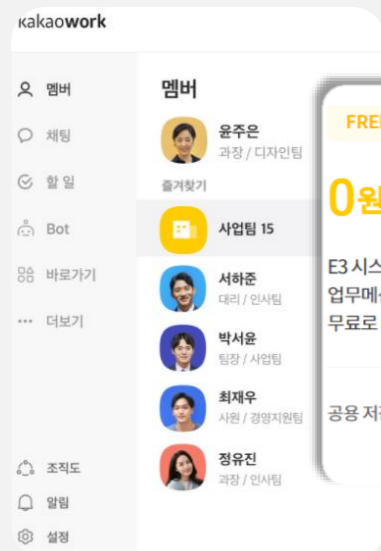 kakaowork
멤버
채팅
할 일
Bot
바로가기
더보기
조직도
알림
설정
멤버
윤주은
과장 / 디자인팀
즐겨찾기
사업팀 15
서하준
대리 / 인사팀
박서윤
팀장 / 사업팀
최재우
사원 / 경영지원팀
정유진
과장 / 인사팀
FREE
0원
E3 시스
업무메신
무료로
공용 저장